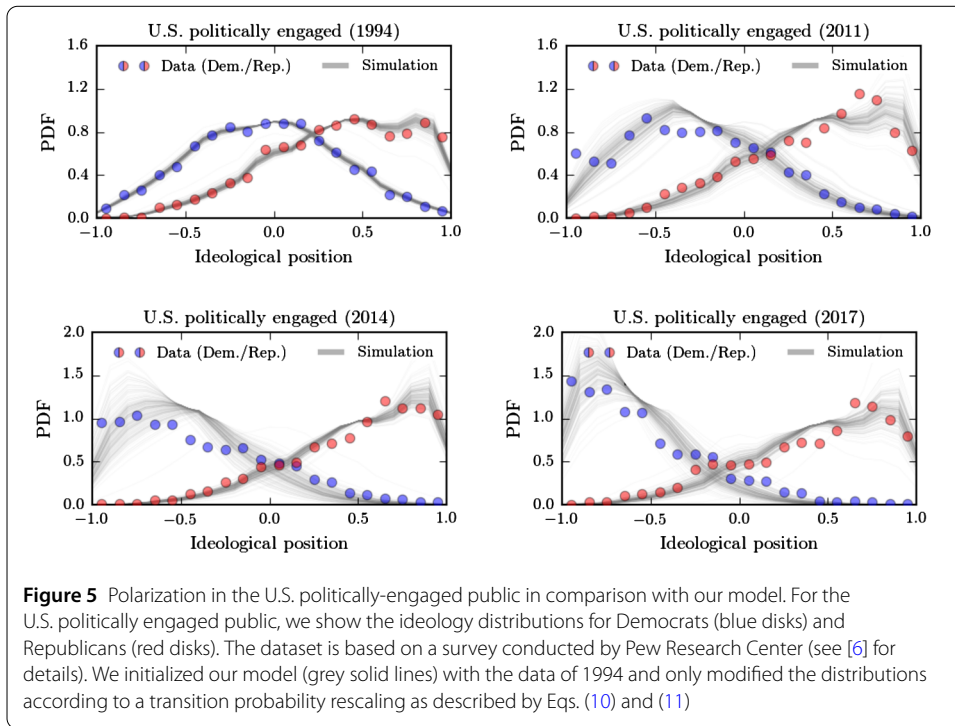 U.S. politically engaged (1994)
1.6
1.2
0.8
0.4
0.0
PDF
Data (Dem./Rep.)
Simulation
−1.0 −0.5 0.0 0.5 1.0
Ideological position
U.S. politically engaged (2011)
1.6
1.2
0.8
0.4
0.0
PDF
Data (Dem./Rep.)
Simulation
−1.0 −0.5 0.0 0.5 1.0
Ideological position
U.S. politically engaged (2014)
2.0
1.5
1.0
0.5
0.0
PDF
Data (Dem./Rep.)
Simulation
−1.0 −0.5 0.0 0.5 1.0
Ideological position
U.S. politically engaged (2017)
2.0
1.5
1.0
0.5
0.0
PDF
Data (Dem./Rep.)
Simulation
−1.0 −0.5 0.0 0.5 1.0
Ideological position
Figure 5 Polarization in the U.S. politically-engaged public in comparison with our model. For the
U.S. politically engaged public, we show the ideology distributions for Democrats (blue disks) and
Republicans (red disks). The dataset is based on a survey conducted by Pew Research Center (see [6] for
details). We initialized our model (grey solid lines) with the data of 1994 and only modified the distributions
according to a transition probability rescaling as described by Eqs. (10) and (11)